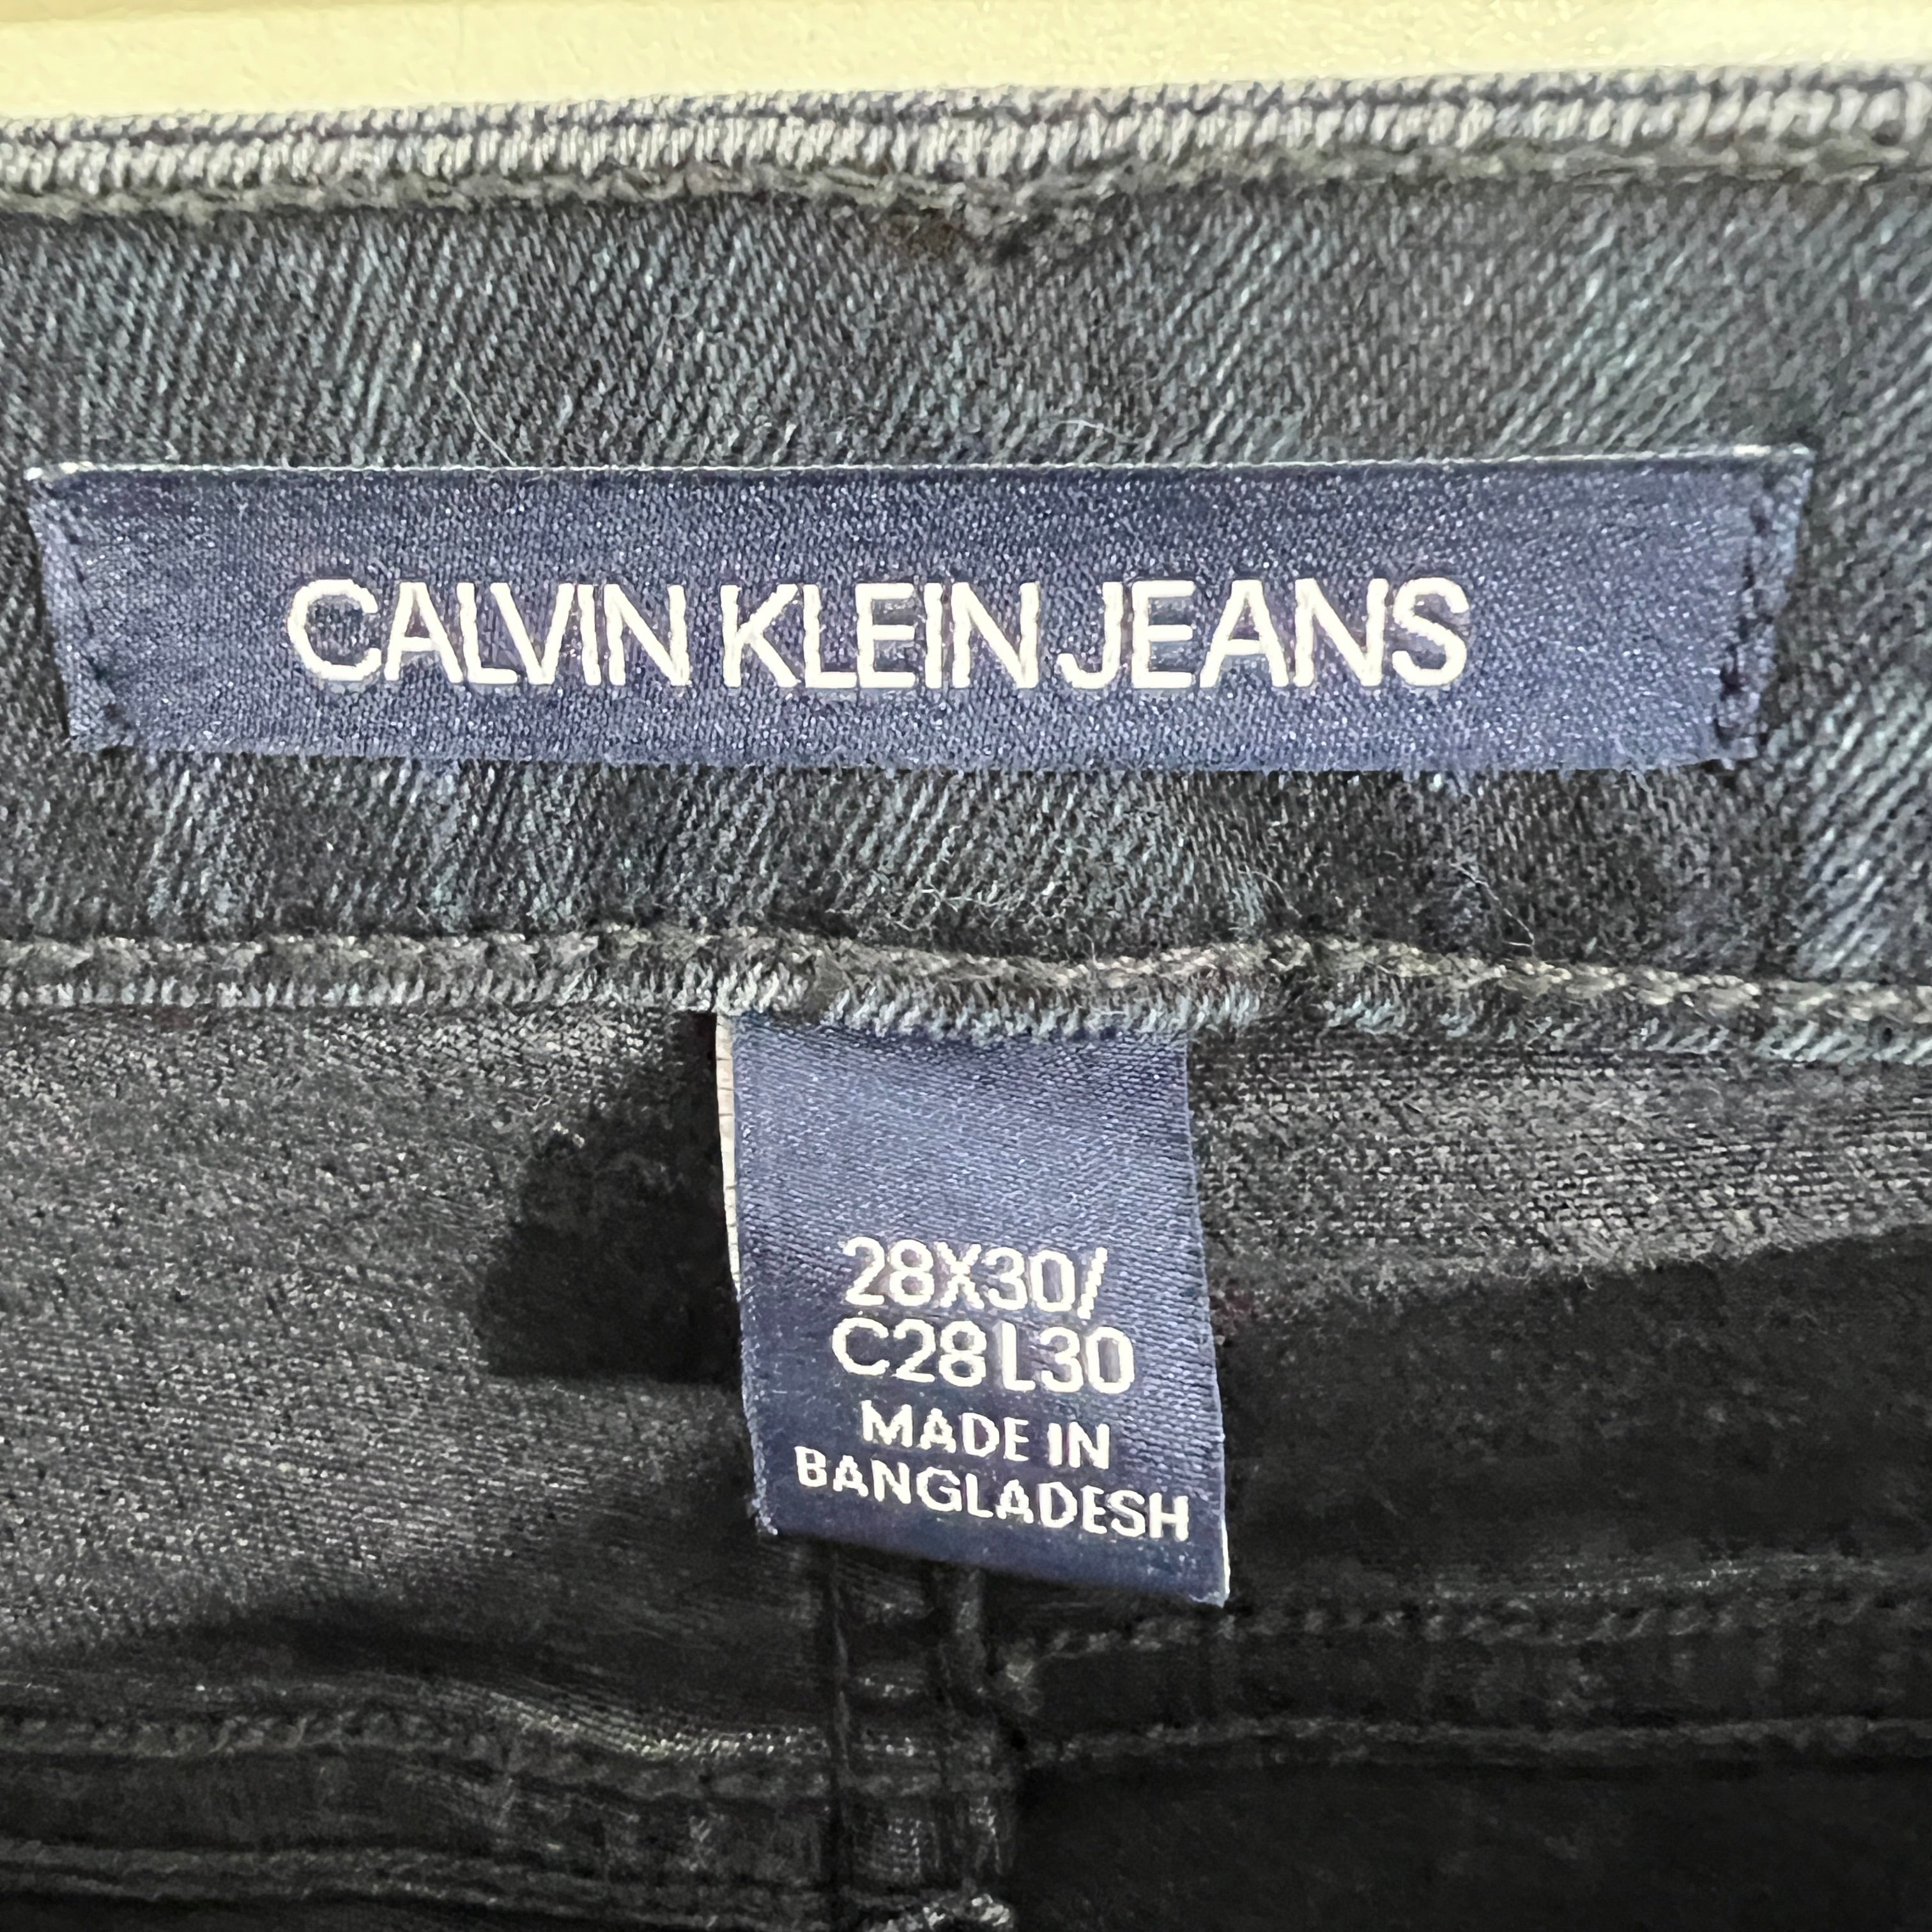 CALVIN KLEIN JEANS
28X30/
C28 L30
MADE IN
BANGLADESH